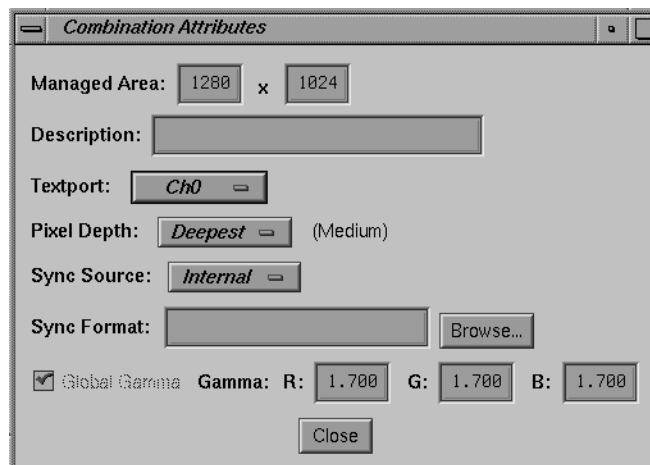 Combination Attributes
Managed Area: 1280 x 1024
Description:
Textport: Ch0
Pixel Depth: Deepest (Medium)
Sync Source: Internal
Sync Format: Browse...
Global Gamma Gamma: R: 1.700 G: 1.700 B: 1.700
Close